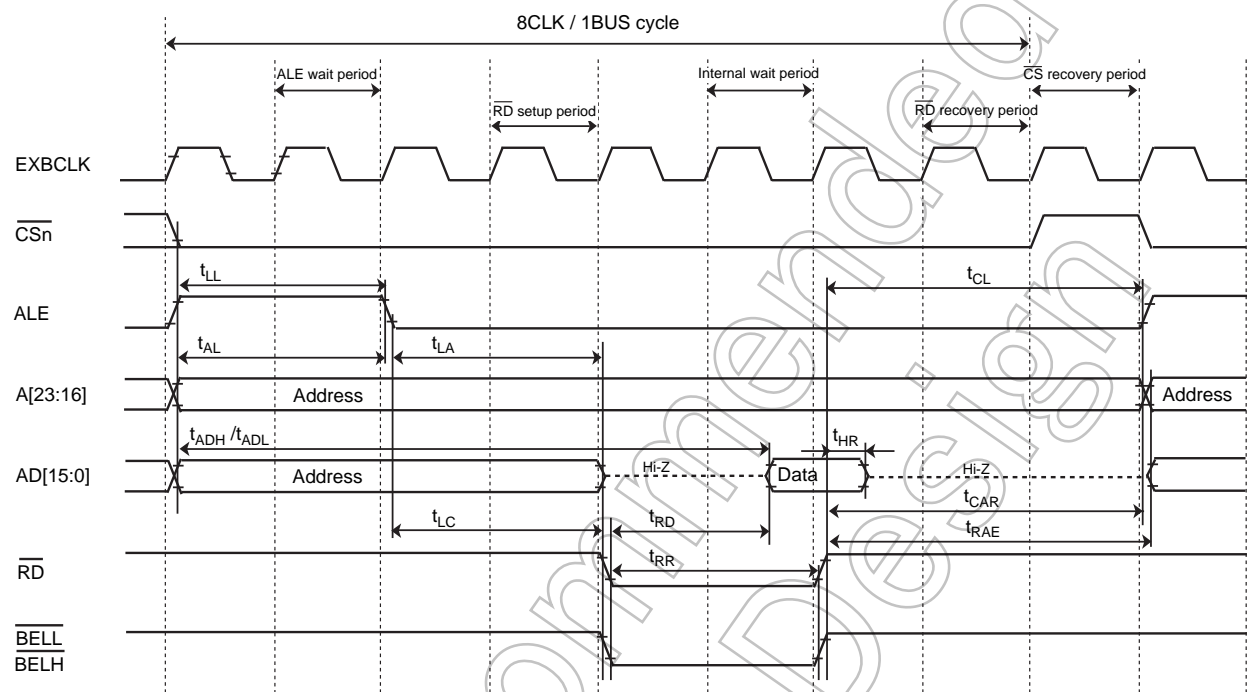 8CLK / 1BUS cycle
ALE wait period
Internal wait period
CS recovery period
RD setup period
RD recovery period
EXBCLK
CSn
tLL
tCL
ALE
tAL
tLA
A[23:16]
Address
Address
tADH /tADL
tHR
AD[15:0]
Address
Hi-Z
Data
Hi-Z
tCAR
tLC
tRD
tRAE
tRR
RD
BELL
BELH
ommended
Design